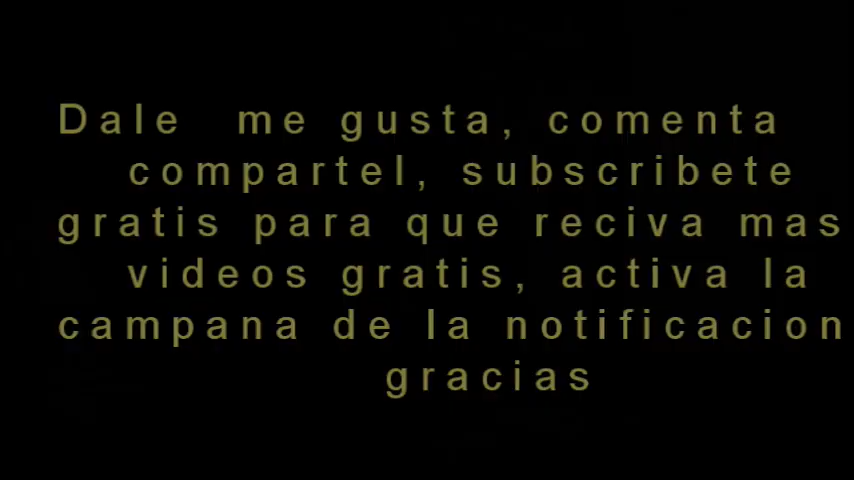 Dale me gusta, comenta
compartel, subscribete
gratis para que reciva mas
videos gratis, activa la
campana de la notificacion
gracias